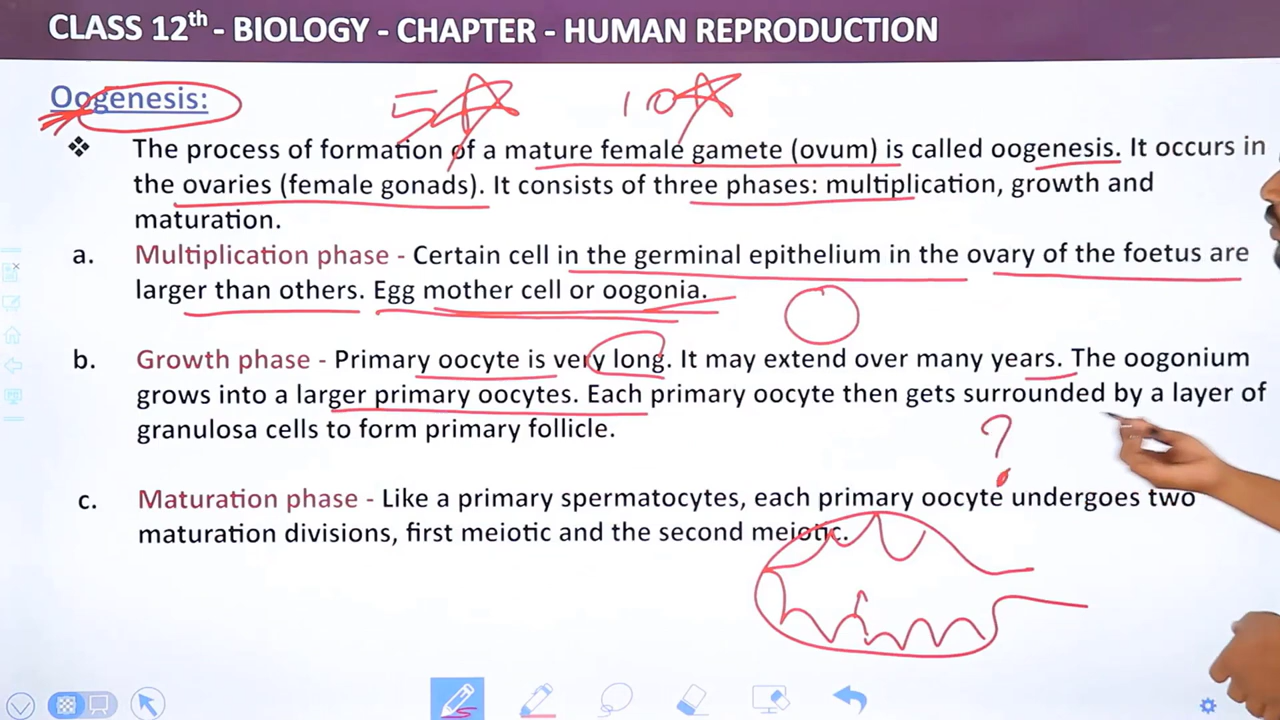 CLASS 12th - BIOLOGY - CHAPTER - HUMAN REPRODUCTION
Oogenesis:
5 10
❖ The process of formation of a mature female gamete (ovum) is called oogenesis. It occurs in
the ovaries (female gonads). It consists of three phases: multiplication, growth and
maturation.
a. Multiplication phase - Certain cell in the germinal epithelium in the ovary of the foetus are
larger than others. Egg mother cell or oogonia.
b. Growth phase - Primary oocyte is very long. It may extend over many years. The oogonium
grows into a larger primary oocytes. Each primary oocyte then gets surrounded by a layer of
granulosa cells to form primary follicle.
?
c. Maturation phase - Like a primary spermatocytes, each primary oocyte undergoes two
maturation divisions, first meiotic and the second meiotic.